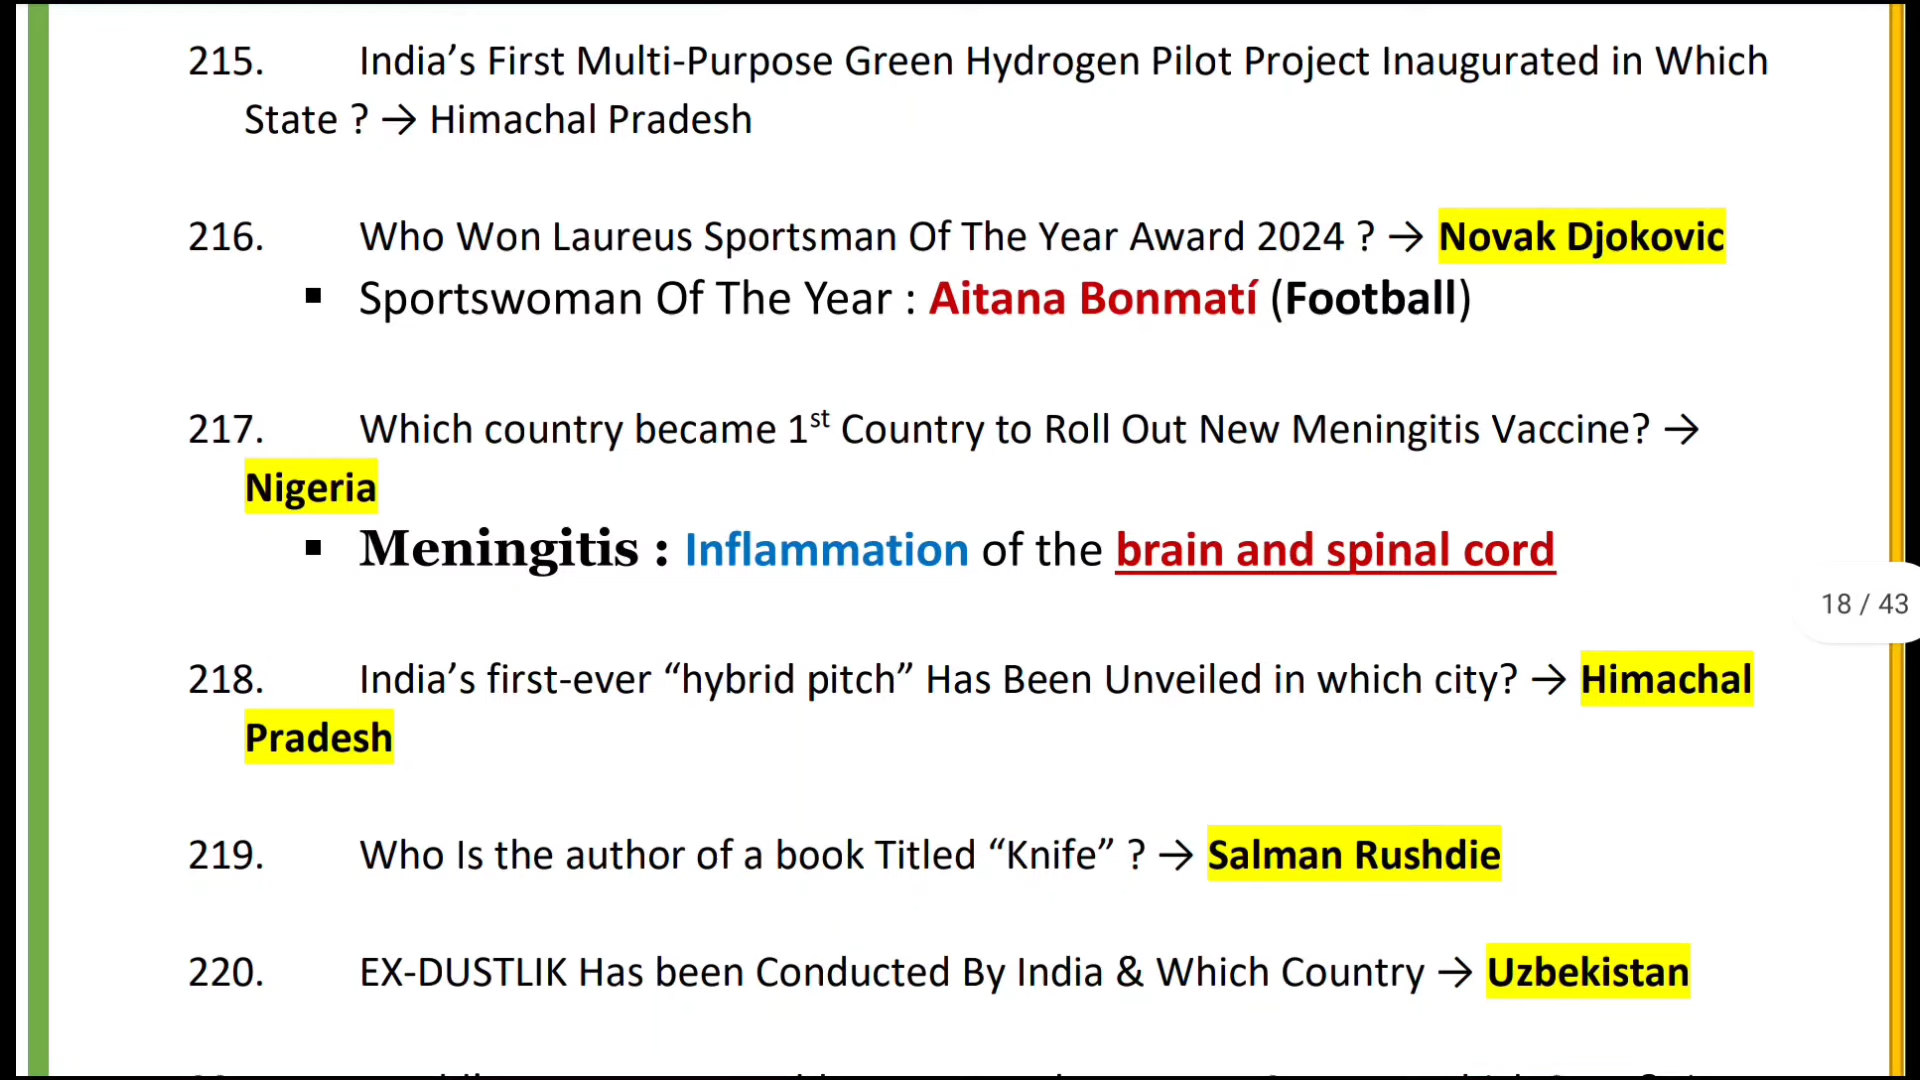 215. India’s First Multi-Purpose Green Hydrogen Pilot Project Inaugurated in Which
State ? → Himachal Pradesh
216. Who Won Laureus Sportsman Of The Year Award 2024 ? → Novak Djokovic
▪ Sportswoman Of The Year : Aitana Bonmatí (Football)
217. Which country became 1st Country to Roll Out New Meningitis Vaccine? →
Nigeria
▪ Meningitis : Inflammation of the brain and spinal cord
18 / 43
218. India’s first-ever “hybrid pitch” Has Been Unveiled in which city? → Himachal
Pradesh
219. Who Is the author of a book Titled “Knife” ? → Salman Rushdie
220. EX-DUSTLIK Has been Conducted By India & Which Country → Uzbekistan